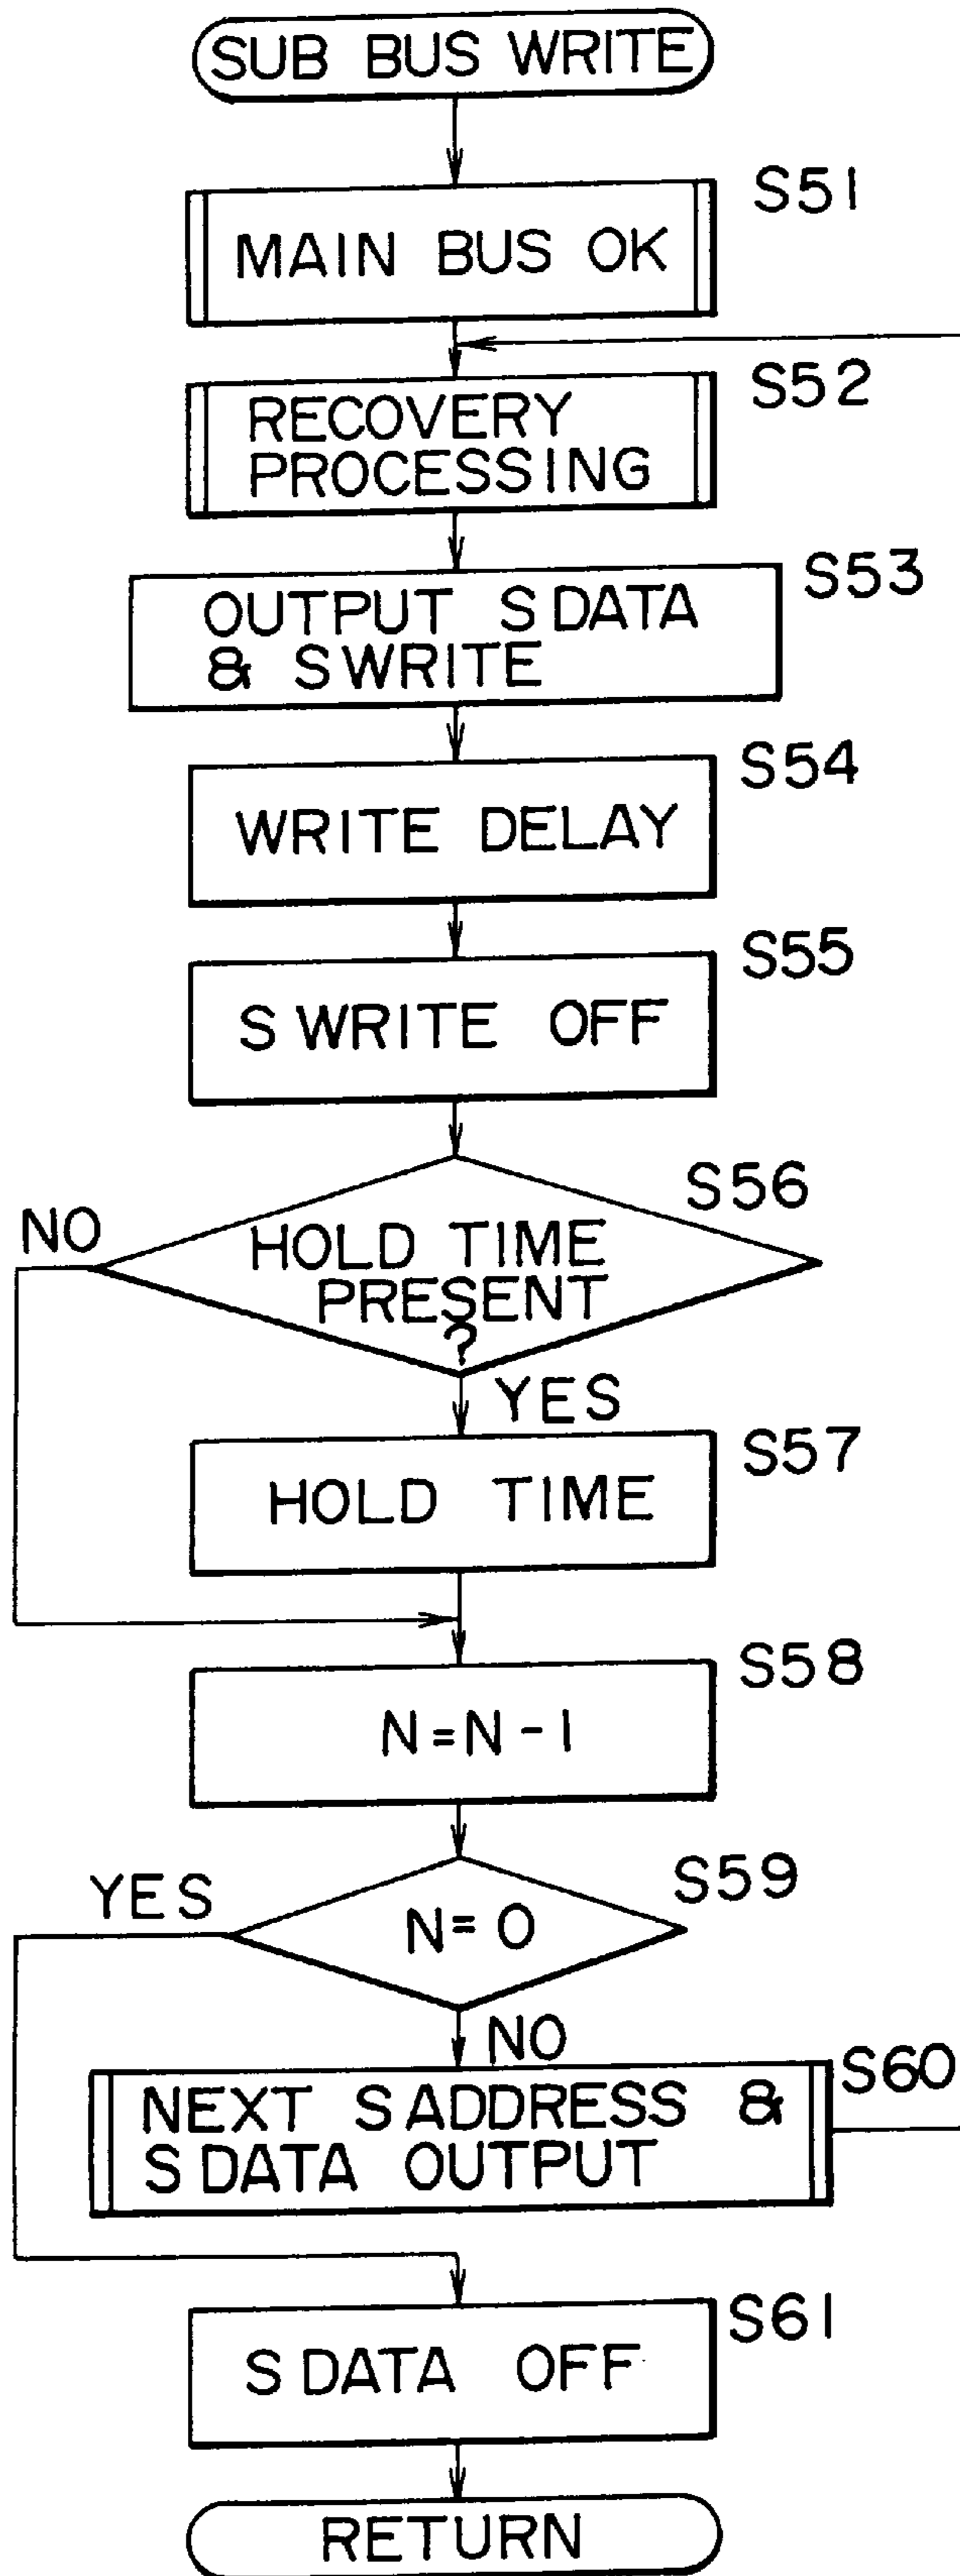 SUB BUS WRITE
S51
MAIN BUS OK
S52
RECOVERY
PROCESSING
S53
OUTPUT S DATA
& S WRITE
S54
WRITE DELAY
S55
S WRITE OFF
S56
NO
HOLD TIME
PRESENT
?
YES
S57
HOLD TIME
S58
N=N-1
S59
YES
N=0
NO
S60
NEXT S ADDRESS &
S DATA OUTPUT
S61
S DATA OFF
RETURN